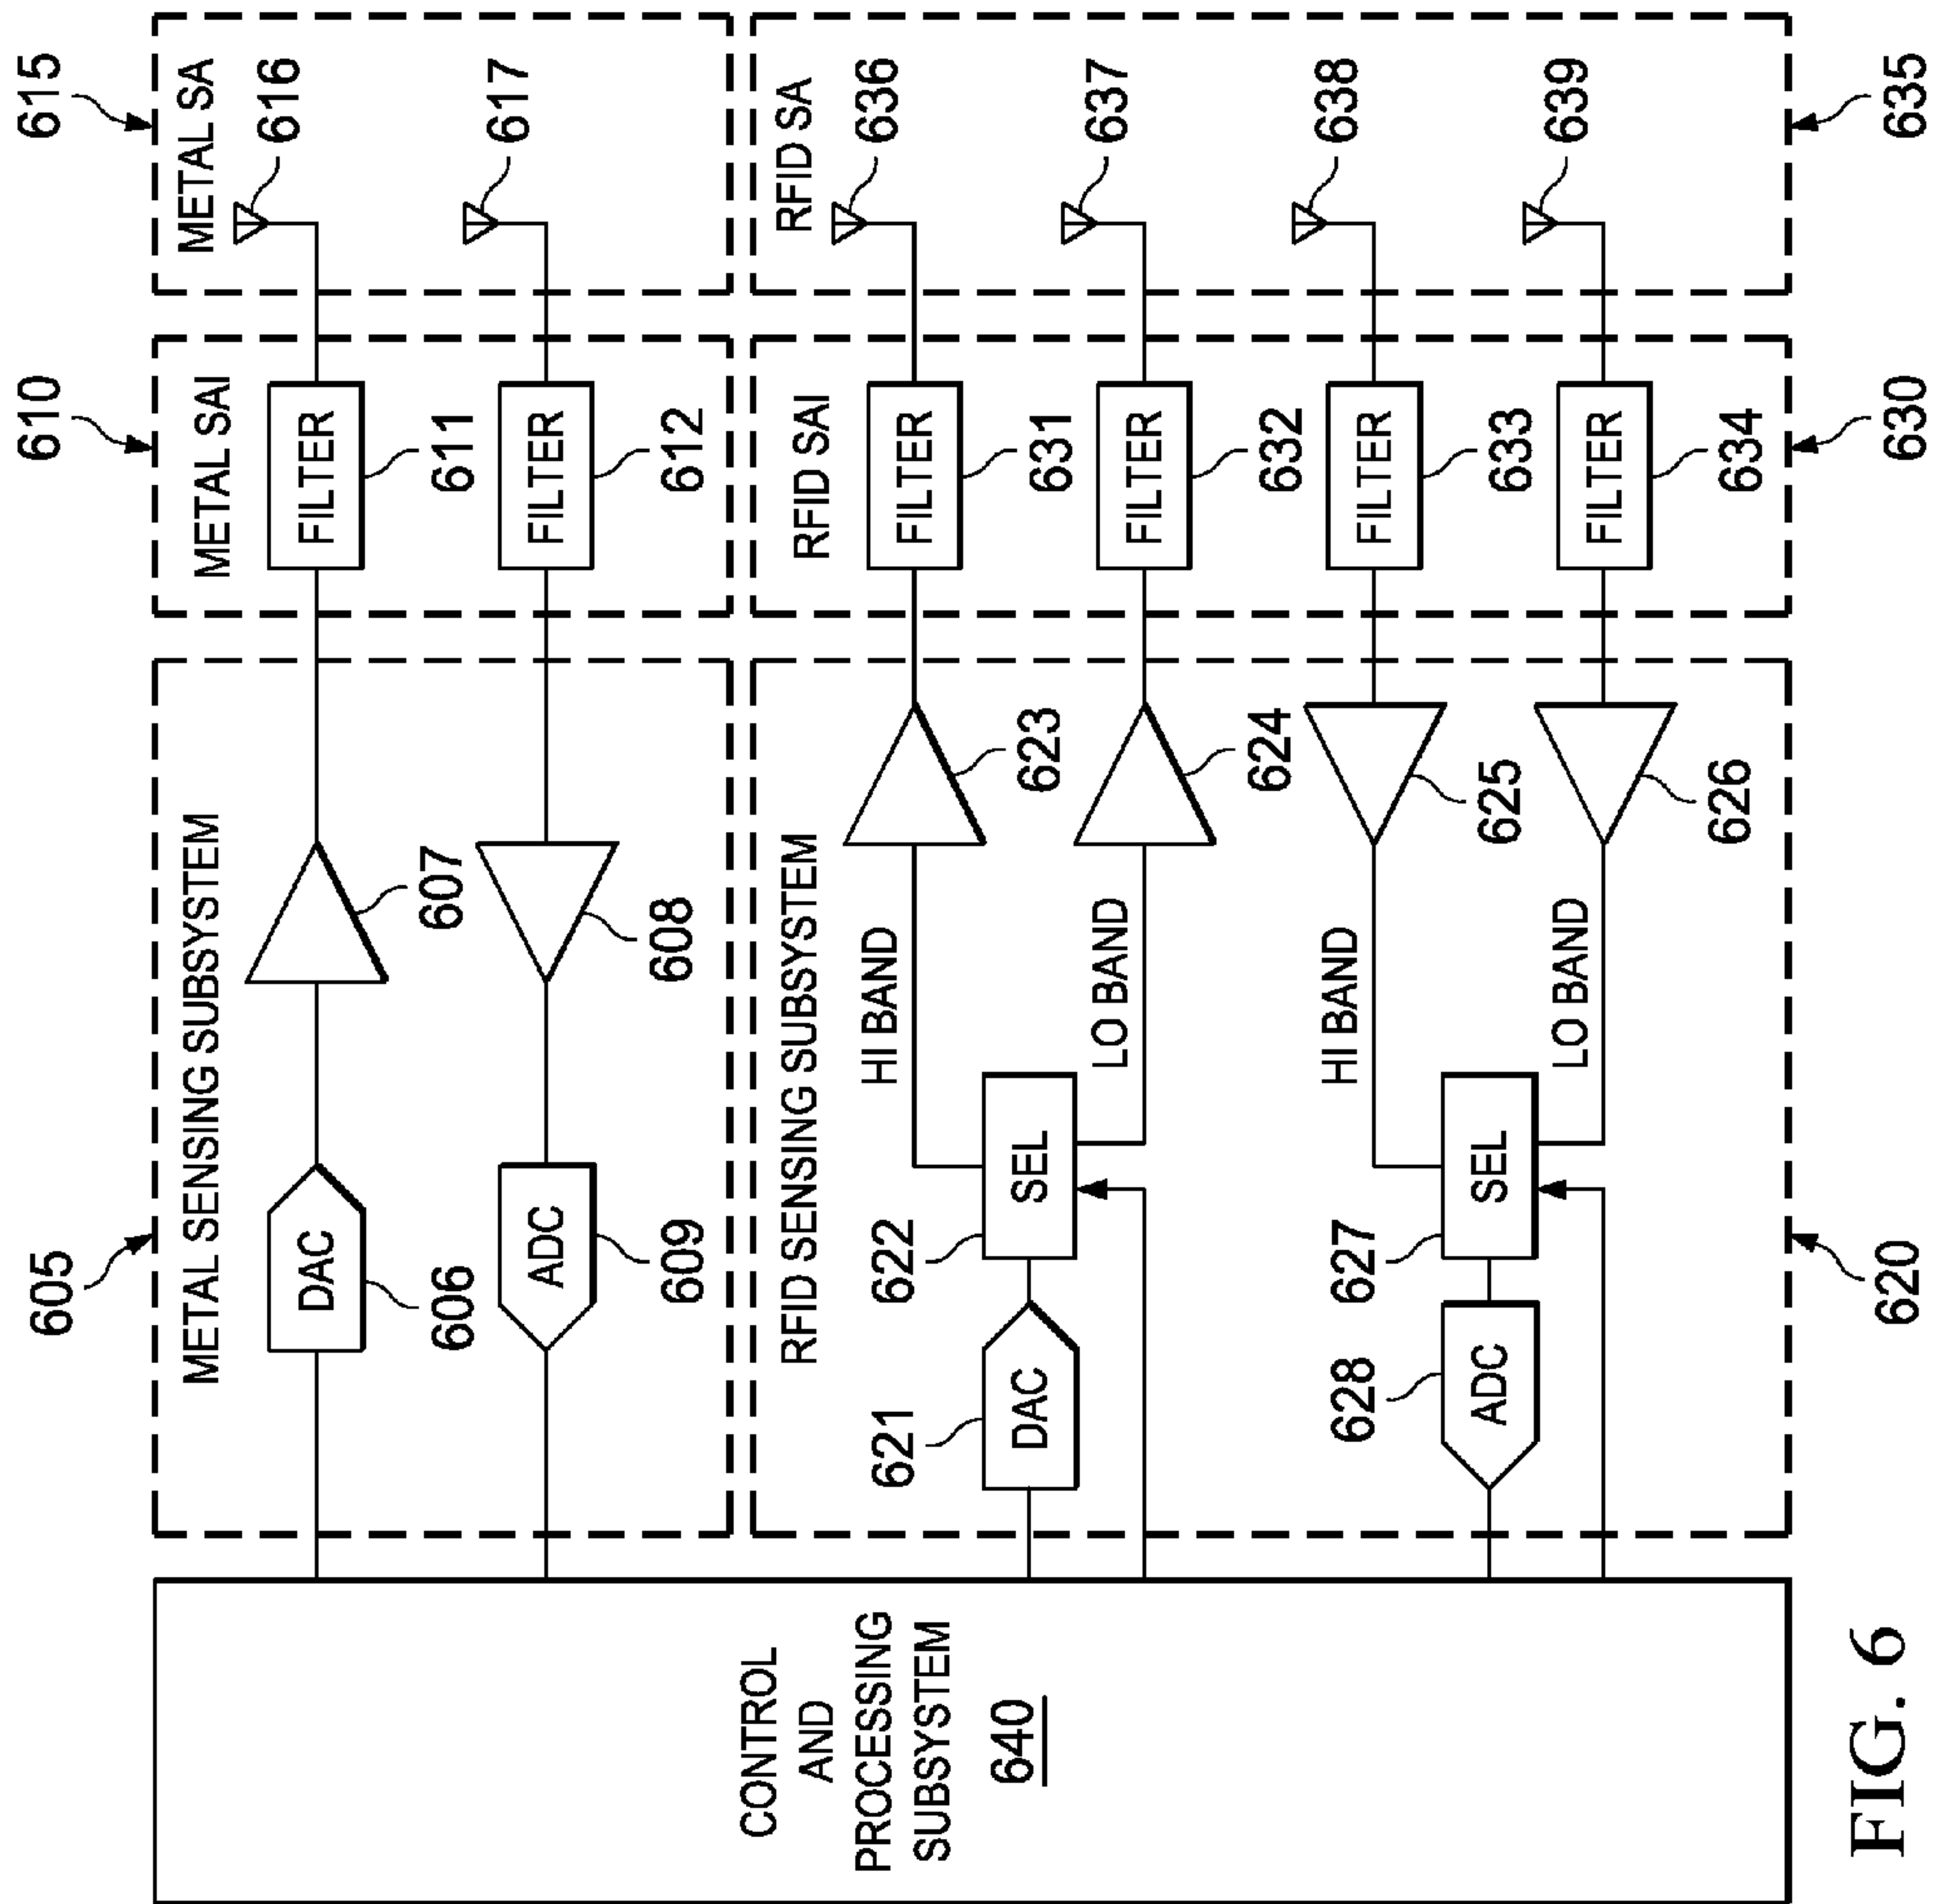 605
610
615
METAL SENSING SUBSYSTEM
METAL SAI
METAL SA
DAC
606
607
FILTER
611
616
ADC
609
608
FILTER
612
617
RFID SENSING SUBSYSTEM
RFID SAI
RFID SA
HI BAND
621
DAC
622
SEL
623
FILTER
631
636
LO BAND
624
FILTER
632
637
HI BAND
628
ADC
627
SEL
625
FILTER
633
638
LO BAND
626
FILTER
634
639
CONTROL
AND
PROCESSING
SUBSYSTEM
640
620
630
635
FIG. 6